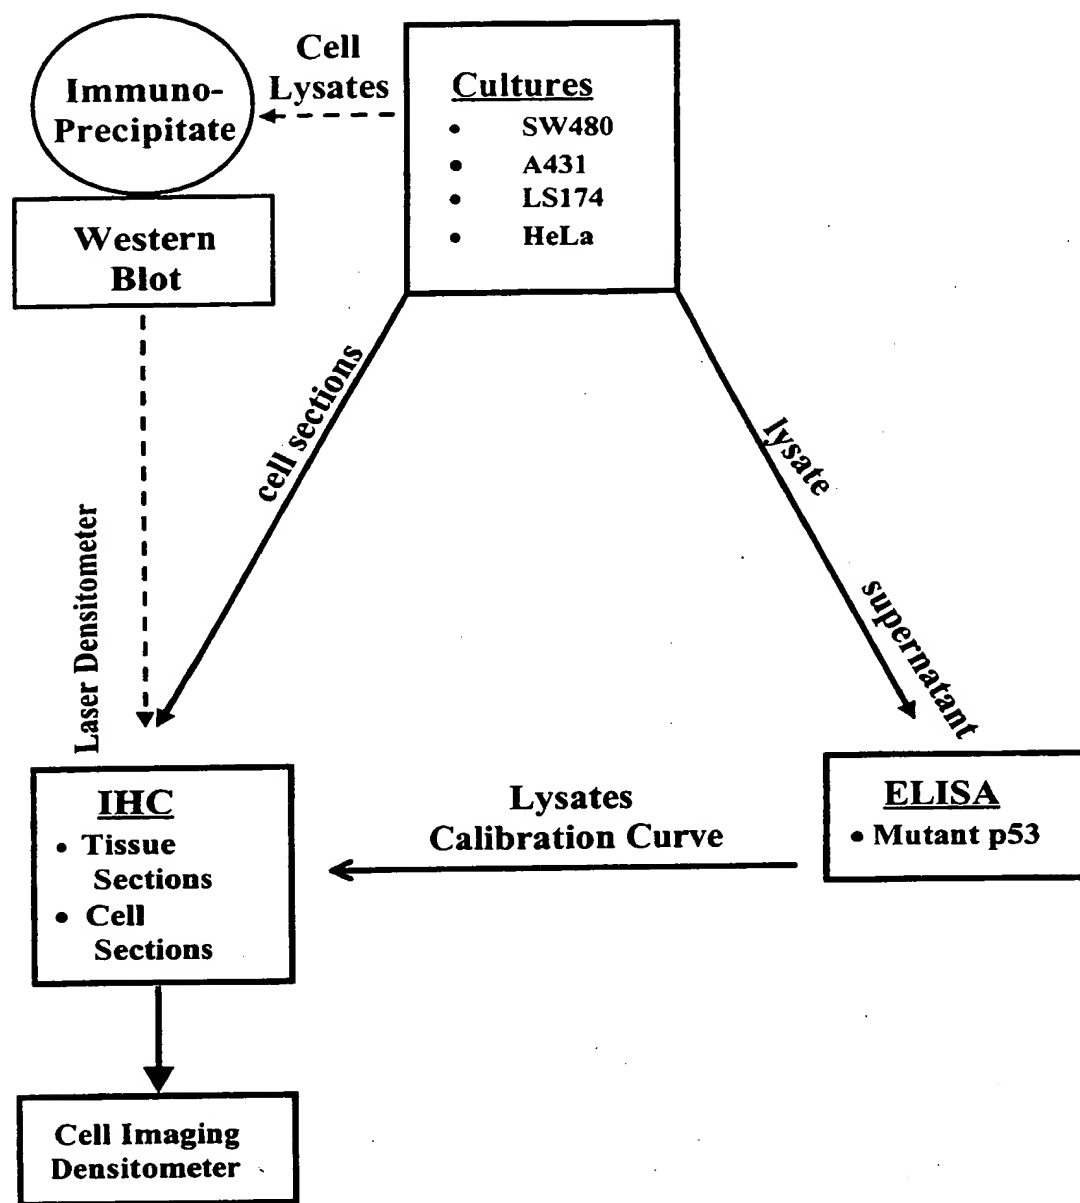 Immuno-
Precipitate
Cell
Lysates
Cultures
• SW480
• A431
• LS174
• HeLa
Western
Blot
cell sections
lysate
supernatant
Laser Densitometer
IHC
• Tissue
Sections
• Cell
Sections
Lysates
Calibration Curve
ELISA
• Mutant p53
Cell Imaging
Densitometer